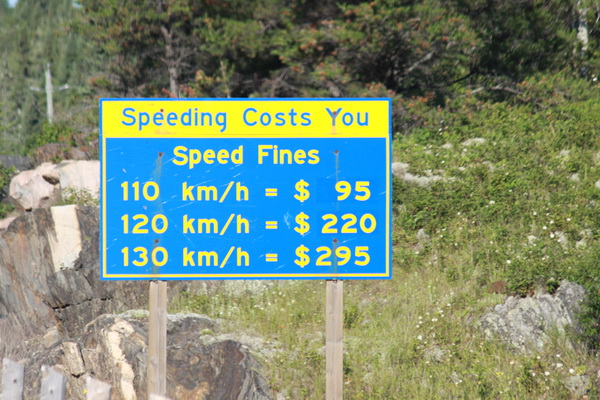 Speeding Costs You
Speed Fines
110 km/h = $ 95
120 km/h = $ 220
130 km/h = $295